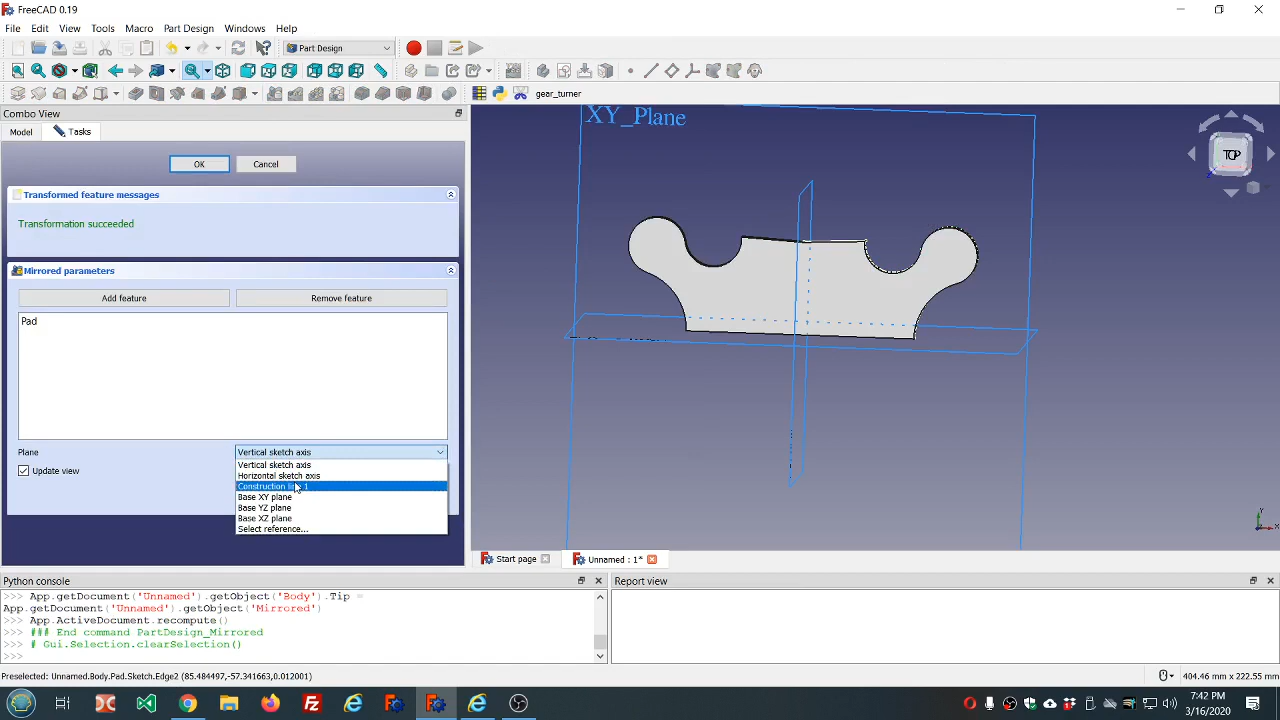 FreeCAD 0.19
File Edit View Tools Macro Part Design Windows Help
Part Design
gear_turner
Combo View
Model Tasks
OK Cancel
Transformed feature messages
Transformation succeeded
Mirrored parameters
Add feature Remove feature
Pad
Plane Vertical sketch axis
Update view
Vertical sketch axis
Horizontal sketch axis
Construction line 1
Base XY plane
Base YZ plane
Base XZ plane
Select reference...
XY_Plane
TOP
Start page Unnamed : 1*
Python console
>>> App.getDocument('Unnamed').getObject('Body').Tip =
App.getDocument('Unnamed').getObject('Mirrored')
>>> App.ActiveDocument.recompute()
>>> ### End command PartDesign_Mirrored
>>> # Gui.Selection.clearSelection()
>>>
Report view
Preselected: Unnamed.Body.Pad.Sketch.Edge2 (85.484497,-57.341663,0.012001)
404.46 mm x 222.55 mm
7:42 PM
3/16/2020